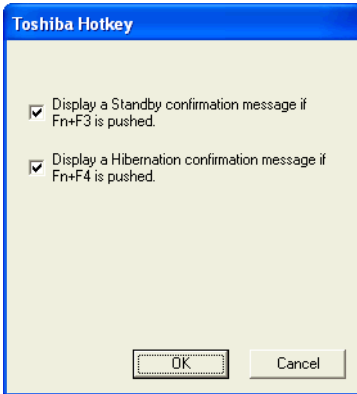 Toshiba Hotkey
Display a Standby confirmation message if
Fn+F3 is pushed.
Display a Hibernation confirmation message if
Fn+F4 is pushed.
OK
Cancel